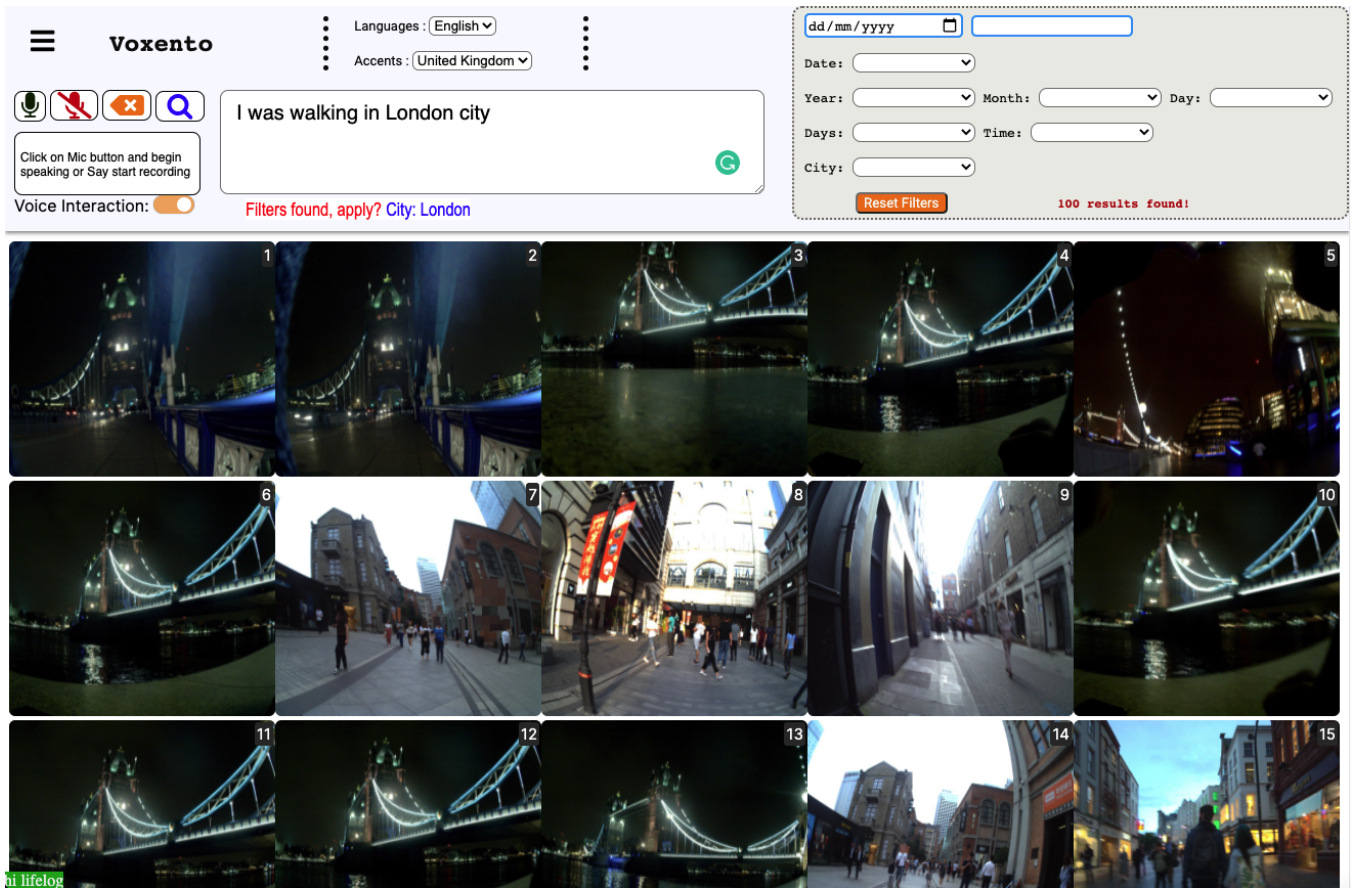 Voxento
Languages : English
Accents : United Kingdom
Click on Mic button and begin
speaking or Say start recording
Voice Interaction:
I was walking in London city
Filters found, apply? City: London
dd/mm/yyyy
Date:
Year: Month: Day:
Days: Time:
City:
Reset Filters 100 results found!
1 2 3 4 5
6 7 8 9 10
11 12 13 14 15
hi lifelog